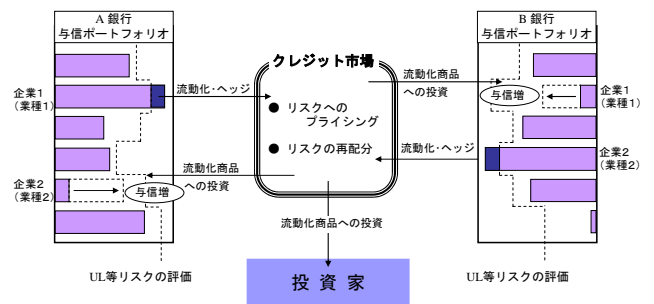 A 銀行
与信ポートフォリオ
企業1
(業種1)
企業2
(業種2)
与信増
UL等リスクの評価
流動化・ヘッジ
流動化商品
への投資
クレジット市場
● リスクへの
プライシング
● リスクの再配分
流動化商品への投資
投 資 家
流動化商品
への投資
流動化・ヘッジ
B 銀行
与信ポートフォリオ
与信増
企業1
(業種1)
企業2
(業種2)
UL等リスクの評価